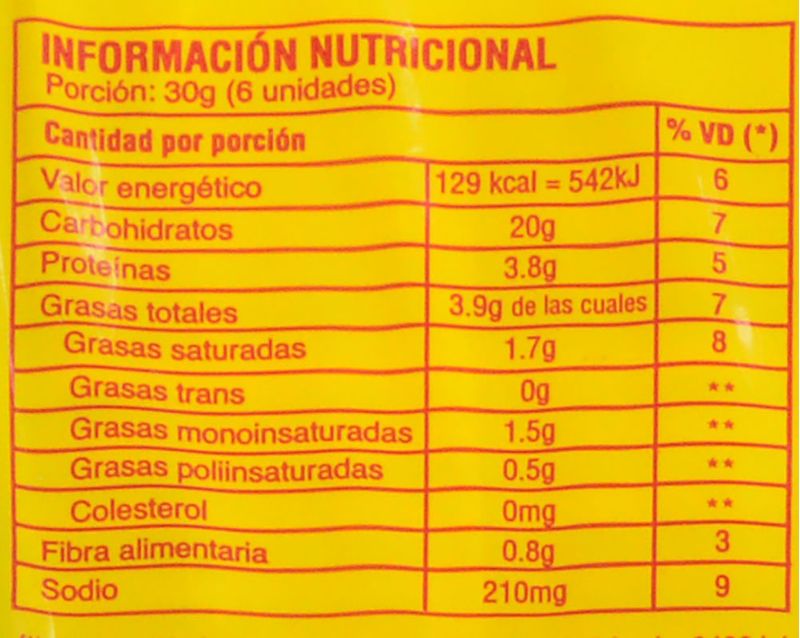 INFORMACIÓN NUTRICIONAL
Porción: 30g (6 unidades)
Cantidad por porción % VD (*)
Valor energético 129 kcal = 542kJ 6
Carbohidratos 20g 7
Proteínas 3.8g 5
Grasas totales 3.9g de las cuales 7
Grasas saturadas 1.7g 8
Grasas trans 0g **
Grasas monoinsaturadas 1.5g **
Grasas poliinsaturadas 0.5g **
Colesterol 0mg **
Fibra alimentaria 0.8g 3
Sodio 210mg 9